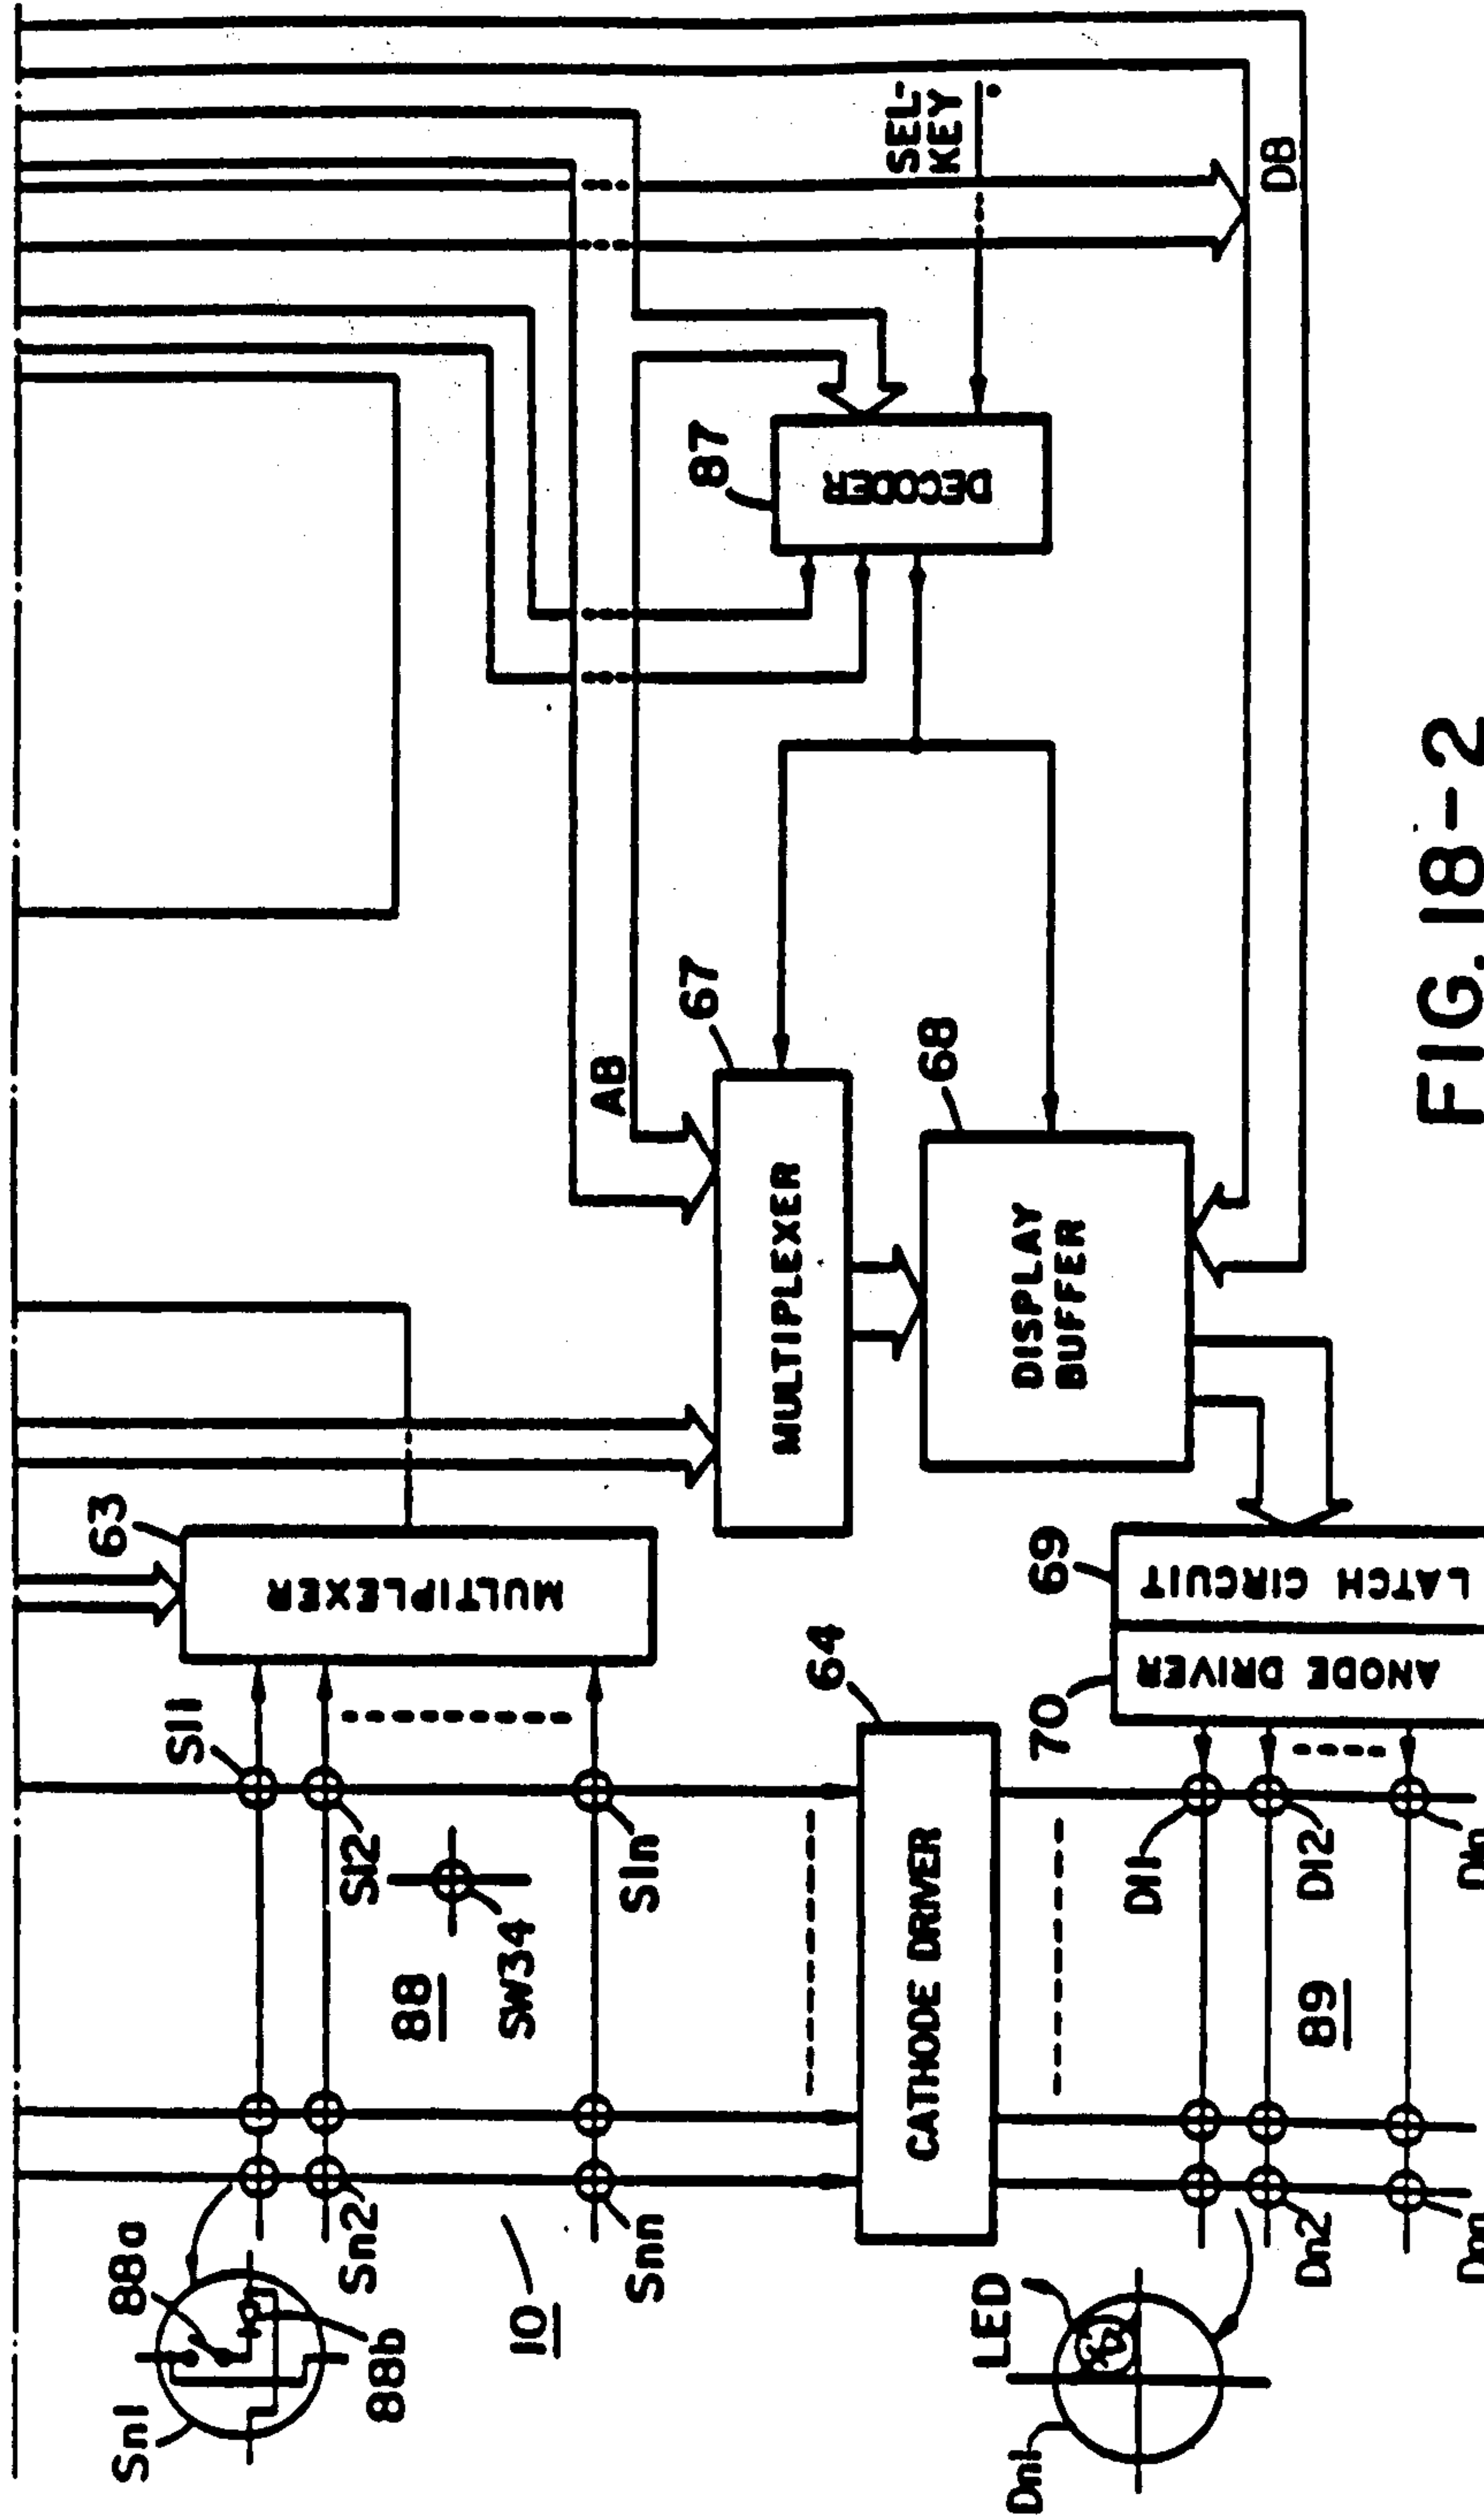 Sn1
88a
88b
Sn2
10
Snn
S11
S12
88
SW34
S1n
63
MULTIPLEXER
AB
67
MULTIPLEXER
87
DECODER
SEL-
KEY
64
CATHODE DRIVER
68
DISPLAY
BUFFER
DB
LED
Dn1
Dn2
D11
D12
89
70
ANODE DRIVER
69
LATCH CIRCUIT
FIG. 18-2